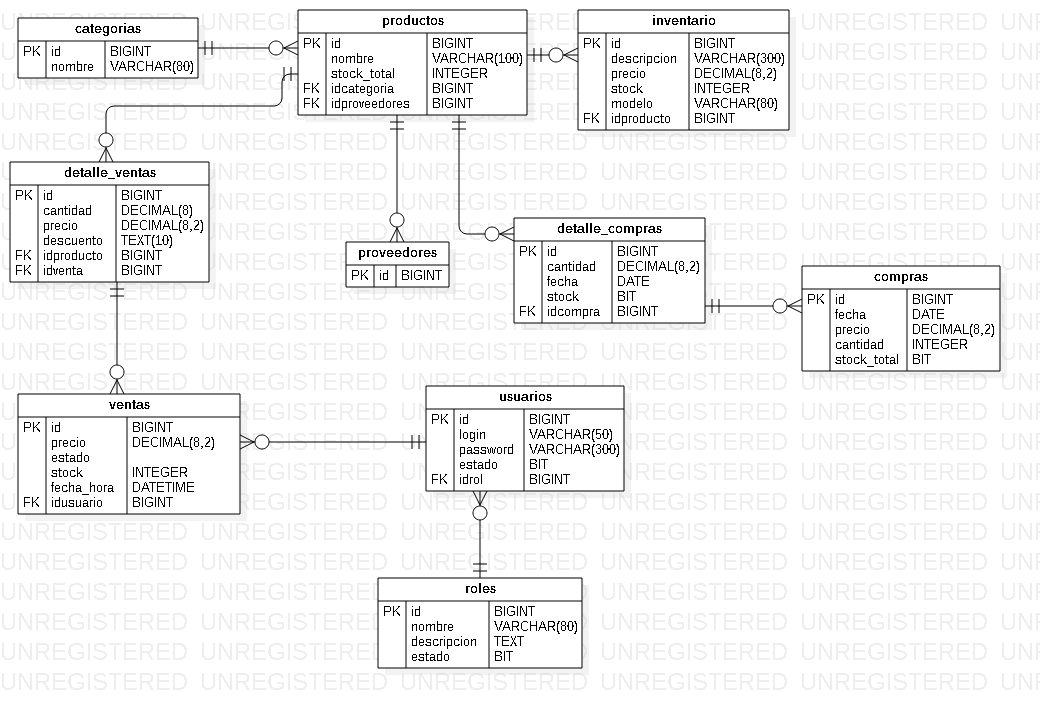 categorias
PK id BIGINT
nombre VARCHAR(80)
productos
PK id BIGINT
nombre VARCHAR(100)
stock_total INTEGER
FK idcategoria BIGINT
FK idproveedores BIGINT
inventario
PK id BIGINT
descripcion VARCHAR(300)
precio DECIMAL(8,2)
stock INTEGER
modelo VARCHAR(80)
FK idproducto BIGINT
detalle_ventas
PK id BIGINT
cantidad DECIMAL(8)
precio DECIMAL(8,2)
descuento TEXT(10)
FK idproducto BIGINT
FK idventa BIGINT
proveedores
PK id BIGINT
detalle_compras
PK id BIGINT
cantidad DECIMAL(8,2)
fecha DATE
stock BIT
FK idcompra BIGINT
compras
PK id BIGINT
fecha DATE
precio DECIMAL(8,2)
cantidad INTEGER
stock_total BIT
ventas
PK id BIGINT
precio DECIMAL(8,2)
estado
stock INTEGER
fecha_hora DATETIME
FK idusuario BIGINT
usuarios
PK id BIGINT
login VARCHAR(50)
password VARCHAR(300)
estado BIT
FK idrol BIGINT
roles
PK id BIGINT
nombre VARCHAR(80)
descripcion TEXT
estado BIT
UNREGISTERED